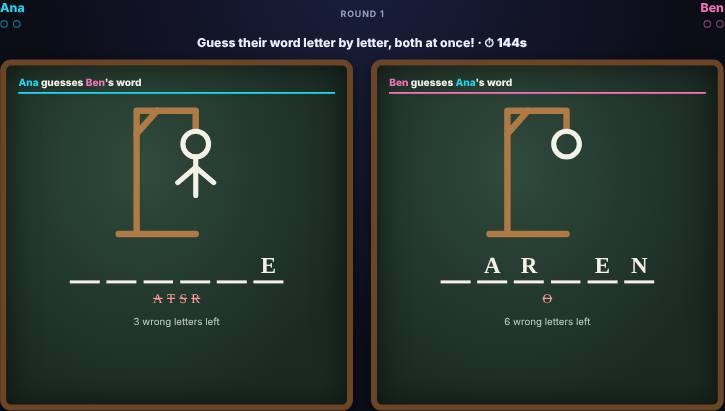 Ana
Ben
ROUND 1
Guess their word letter by letter, both at once! · ⏱ 144s
Ana guesses Ben's word
E
A T S R
3 wrong letters left
Ben guesses Ana's word
A R E N
O
6 wrong letters left